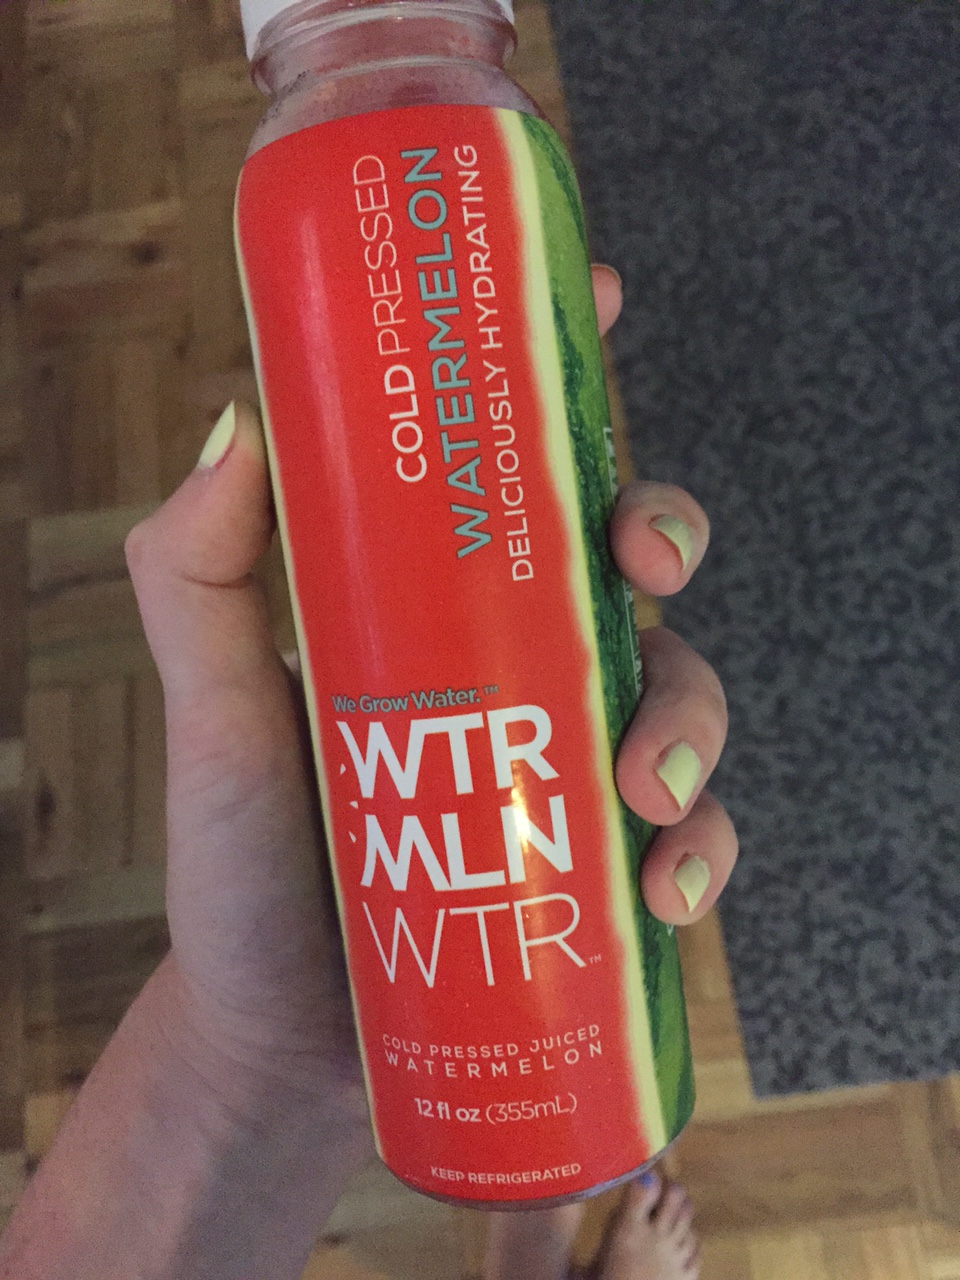 COLD PRESSED
WATERMELON
DELICIOUSLY HYDRATING
We Grow Water.™
WTR
MLN
WTR™
COLD PRESSED JUICED
WATERMELON
12 fl oz (355mL)
KEEP REFRIGERATED